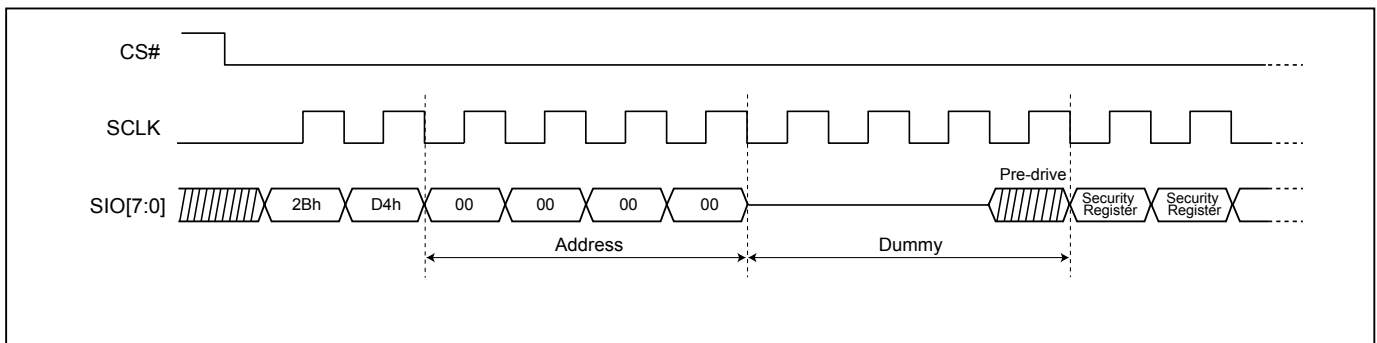 CS#
SCLK
Pre-drive
SIO[7:0] 2Bh D4h 00 00 00 00 Security Register Security Register
Address Dummy